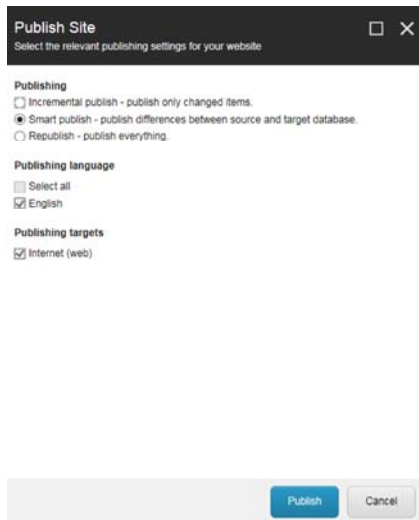 Publish Site
Select the relevant publishing settings for your website
Publishing
Incremental publish - publish only changed items.
Smart publish - publish differences between source and target database.
Republish - publish everything.
Publishing language
Select all
English
Publishing targets
Internet (web)
Publish
Cancel